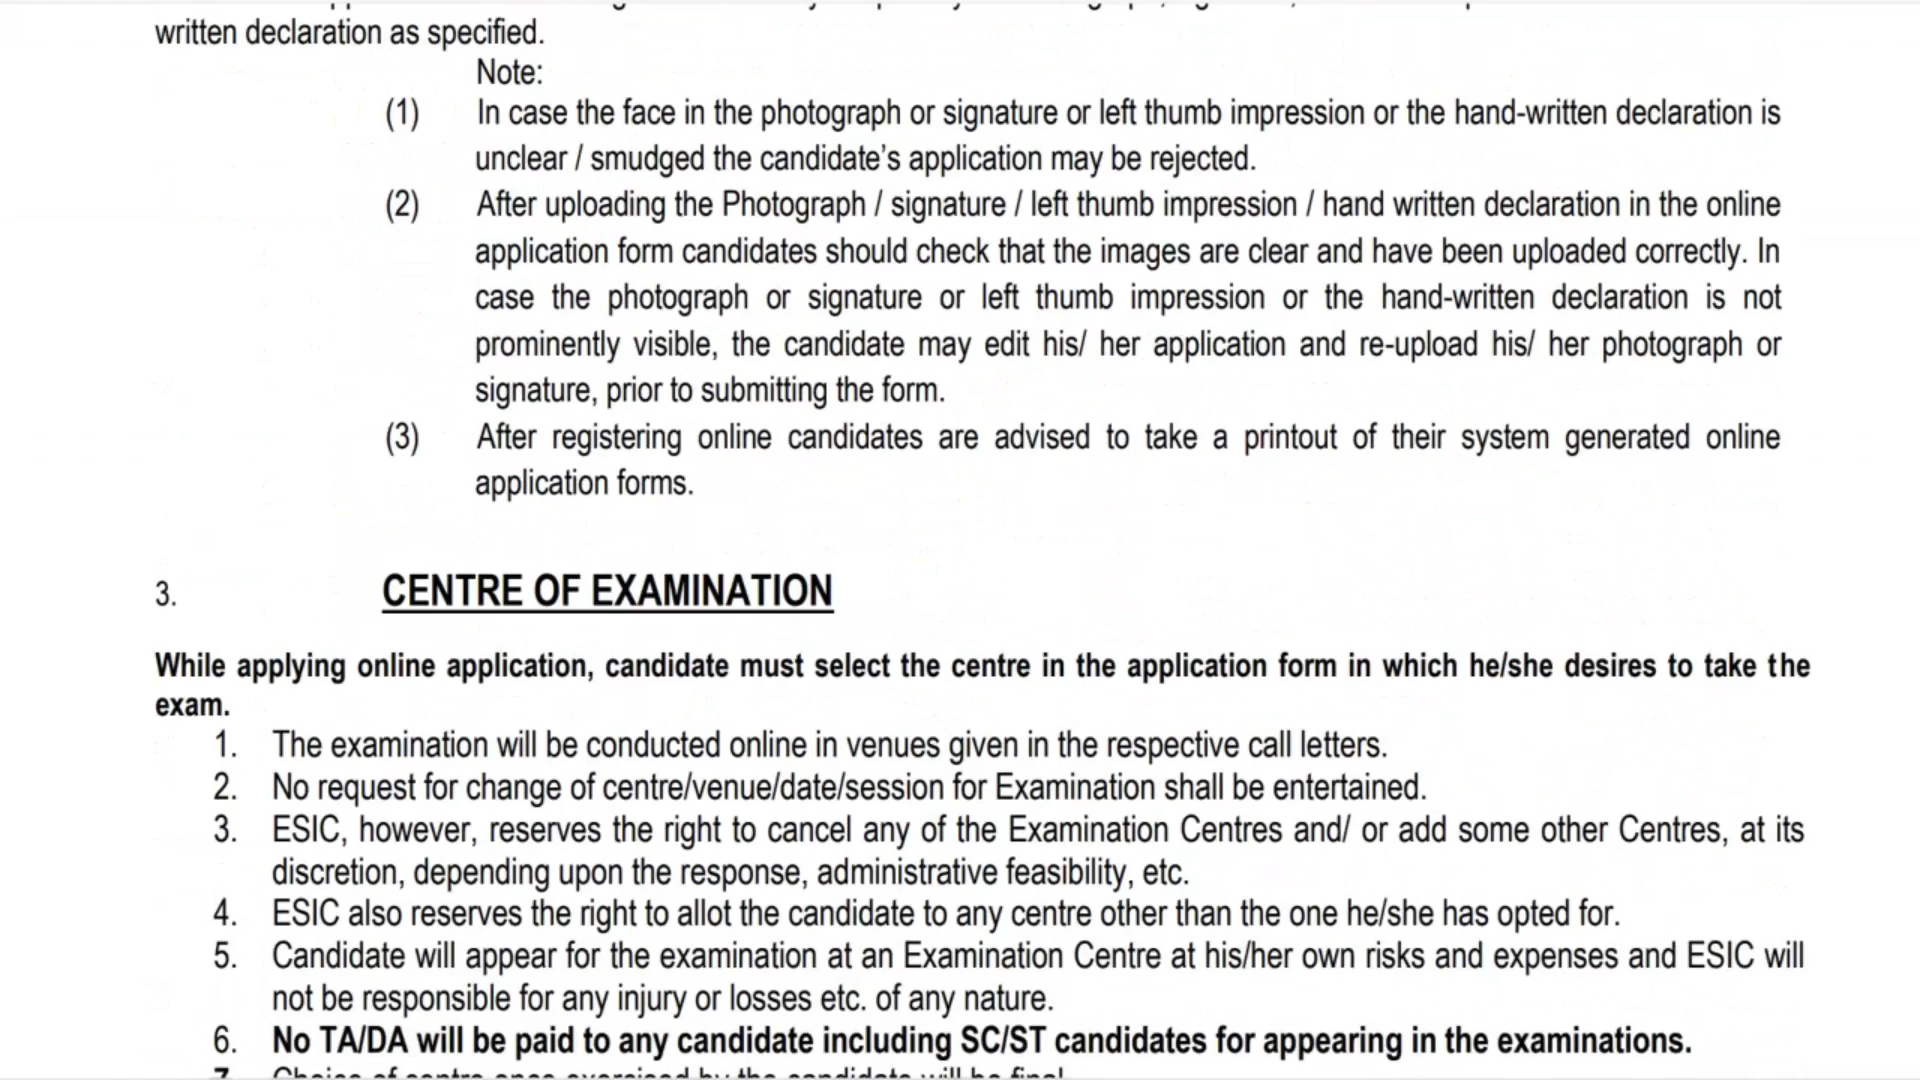 written declaration as specified.
Note:
(1) In case the face in the photograph or signature or left thumb impression or the hand-written declaration is
unclear / smudged the candidate's application may be rejected.
(2) After uploading the Photograph / signature / left thumb impression / hand written declaration in the online
application form candidates should check that the images are clear and have been uploaded correctly. In
case the photograph or signature or left thumb impression or the hand-written declaration is not
prominently visible, the candidate may edit his/ her application and re-upload his/ her photograph or
signature, prior to submitting the form.
(3) After registering online candidates are advised to take a printout of their system generated online
application forms.
3. CENTRE OF EXAMINATION
While applying online application, candidate must select the centre in the application form in which he/she desires to take the
exam.
1. The examination will be conducted online in venues given in the respective call letters.
2. No request for change of centre/venue/date/session for Examination shall be entertained.
3. ESIC, however, reserves the right to cancel any of the Examination Centres and/ or add some other Centres, at its
discretion, depending upon the response, administrative feasibility, etc.
4. ESIC also reserves the right to allot the candidate to any centre other than the one he/she has opted for.
5. Candidate will appear for the examination at an Examination Centre at his/her own risks and expenses and ESIC will
not be responsible for any injury or losses etc. of any nature.
6. No TA/DA will be paid to any candidate including SC/ST candidates for appearing in the examinations.
7. Choice of centre once exercised by the candidate will be final